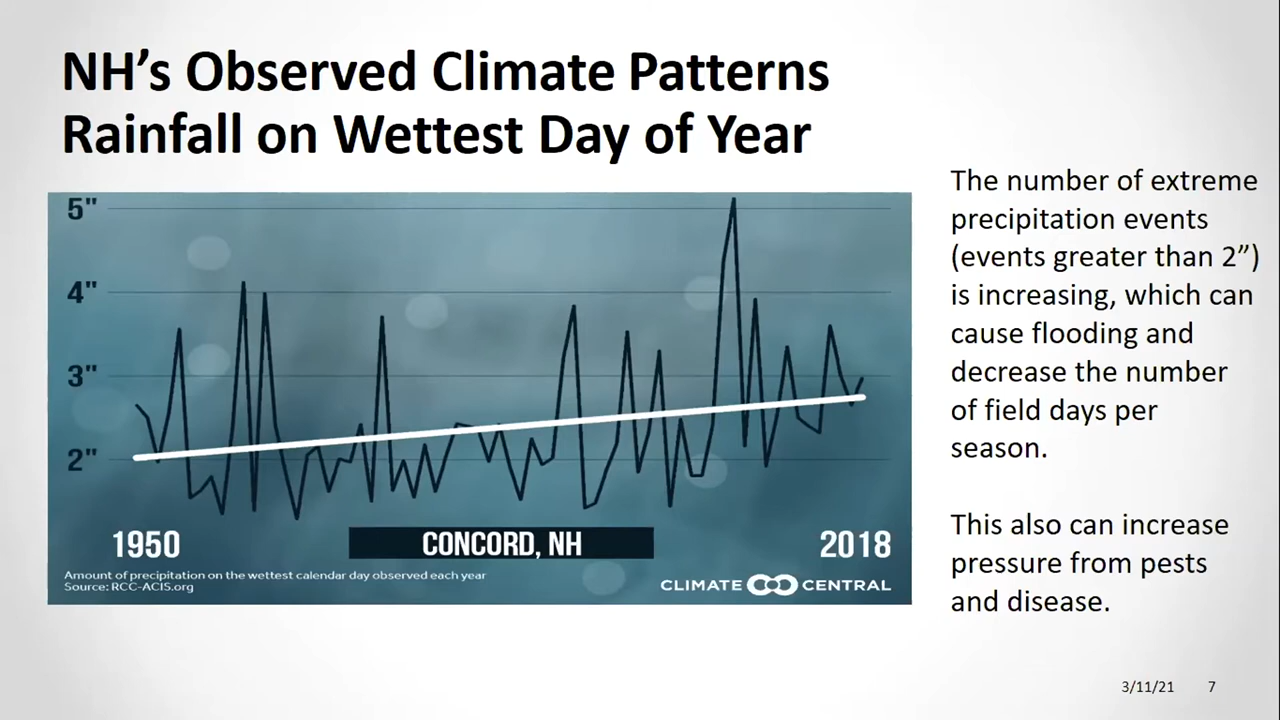 NH’s Observed Climate Patterns
Rainfall on Wettest Day of Year
The number of extreme
precipitation events
(events greater than 2”)
is increasing, which can
cause flooding and
decrease the number
of field days per
season.
This also can increase
pressure from pests
and disease.
5"
4"
3"
2"
1950
CONCORD, NH
2018
Amount of precipitation on the wettest calendar day observed each year
Source: RCC-ACIS.org
CLIMATE CENTRAL
3/11/21
7